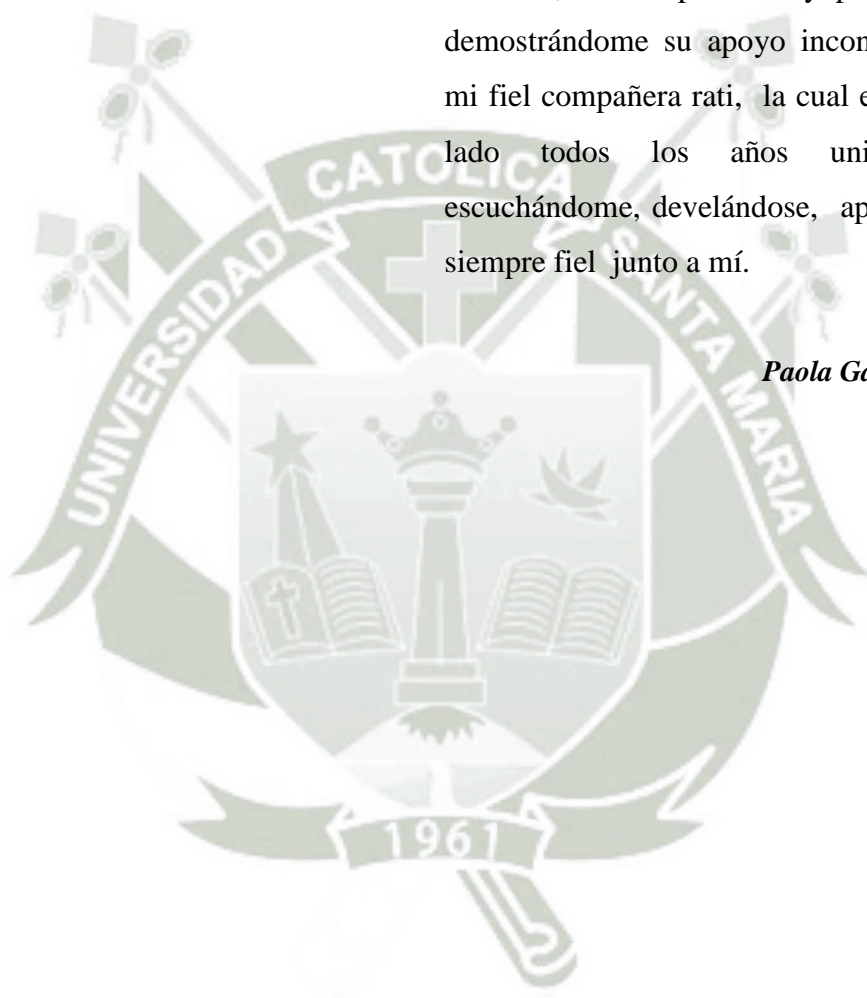 demostrándome su apoyo incon
mi fiel compañera rati, la cual e
lado todos los años uni
escuchándome, develándose, ap
siempre fiel junto a mí.
Paola Ga
UNIVERSIDAD CATOLICA SANTA MARIA
1961